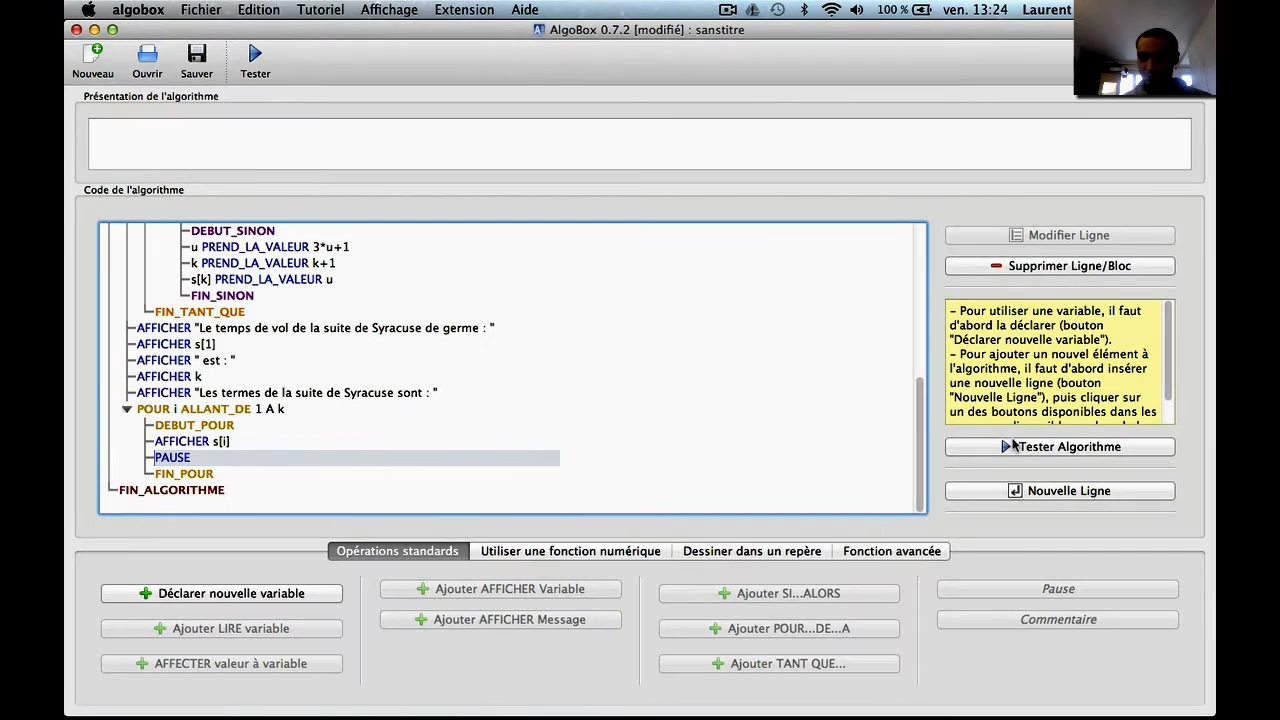 algobox Fichier Edition Tutoriel Affichage Extension Aide 100 % ven. 13:24 Laurent
AlgoBox 0.7.2 [modifié] : sanstitre
Nouveau Ouvrir Sauver Tester
Présentation de l'algorithme
Code de l'algorithme
DEBUT_SINON
u PREND_LA_VALEUR 3*u+1
k PREND_LA_VALEUR k+1
s[k] PREND_LA_VALEUR u
FIN_SINON
FIN_TANT_QUE
AFFICHER "Le temps de vol de la suite de Syracuse de germe : "
AFFICHER s[1]
AFFICHER " est : "
AFFICHER k
AFFICHER "Les termes de la suite de Syracuse sont : "
POUR i ALLANT_DE 1 A k
DEBUT_POUR
AFFICHER s[i]
PAUSE
FIN_POUR
FIN_ALGORITHME
Modifier Ligne
Supprimer Ligne/Bloc
- Pour utiliser une variable, il faut
d'abord la déclarer (bouton
"Déclarer nouvelle variable").
- Pour ajouter un nouvel élément à
l'algorithme, il faut d'abord insérer
une nouvelle ligne (bouton
"Nouvelle Ligne"), puis cliquer sur
un des boutons disponibles dans les
Tester Algorithme
Nouvelle Ligne
Opérations standards Utiliser une fonction numérique Dessiner dans un repère Fonction avancée
Déclarer nouvelle variable Ajouter AFFICHER Variable Ajouter SI...ALORS Pause
Ajouter LIRE variable Ajouter AFFICHER Message Ajouter POUR...DE...A Commentaire
AFFECTER valeur à variable Ajouter TANT QUE...